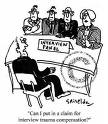 INTERVIEW
PANEL
"Can I put in a claim for
interview trauma compensation?"